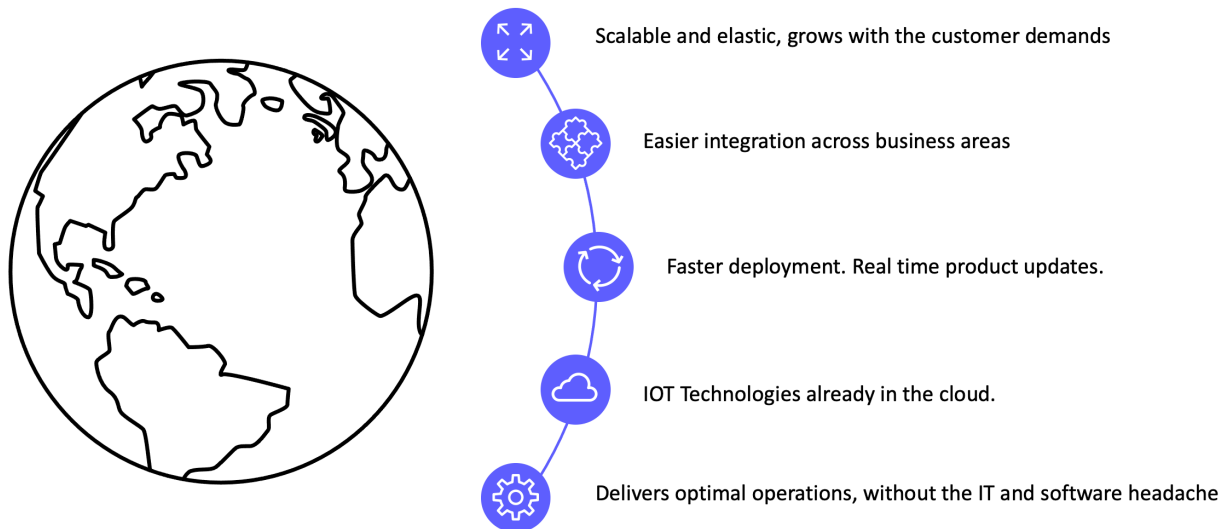 Scalable and elastic, grows with the customer demands
Easier integration across business areas
Faster deployment. Real time product updates.
IOT Technologies already in the cloud.
Delivers optimal operations, without the IT and software headache